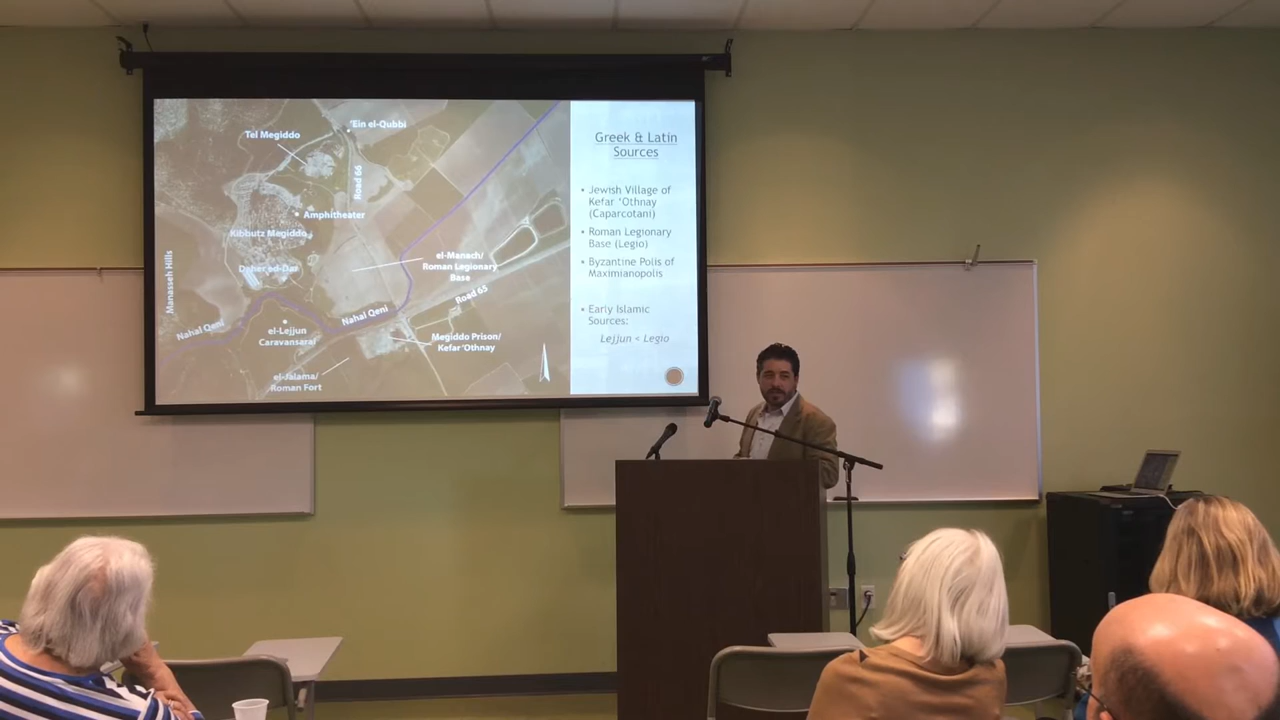 'Ein el-Qubbi
Tel Megiddo
Road 66
Amphitheater
Kibbutz Megiddo
el-Manach/
Roman Legionary
Base
Daher ed-Dar
Manasseh Hills
Road 65
Nahal Qeni
Nahal Qeni
el-Lejjun
Caravansarai
Megiddo Prison/
Kefar 'Othnay
el-Jalama/
Roman Fort
Greek & Latin
Sources
▪ Jewish Village of
Kefar 'Othnay
(Caparcotani)
▪ Roman Legionary
Base (Legio)
▪ Byzantine Polis of
Maximianopolis
▪ Early Islamic
Sources:
Lejjun < Legio